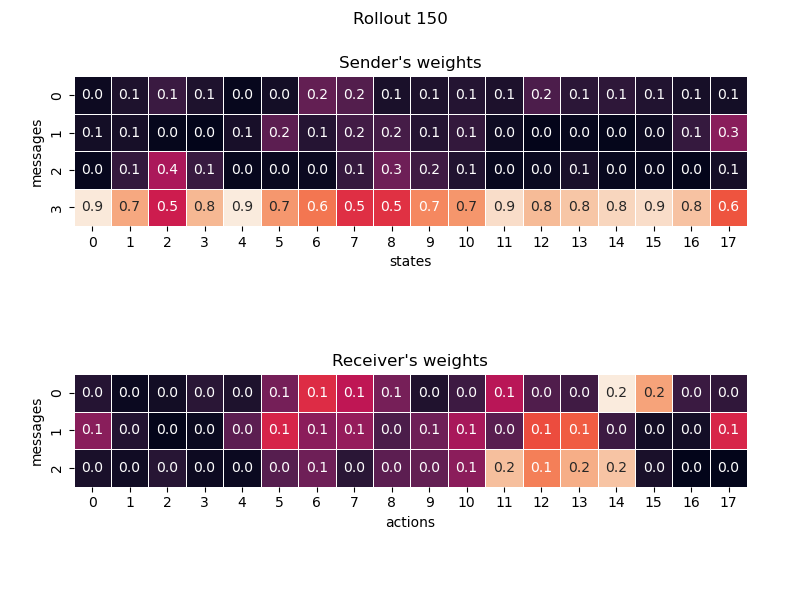 Rollout 150
Sender's weights
0 0.0 0.1 0.1 0.1 0.0 0.0 0.2 0.2 0.1 0.1 0.1 0.1 0.2 0.1 0.1 0.1 0.1 0.1
1 0.1 0.1 0.0 0.0 0.1 0.2 0.1 0.2 0.2 0.1 0.1 0.0 0.0 0.0 0.0 0.0 0.1 0.3
2 0.0 0.1 0.4 0.1 0.0 0.0 0.0 0.1 0.3 0.2 0.1 0.0 0.0 0.1 0.0 0.0 0.0 0.1
3 0.9 0.7 0.5 0.8 0.9 0.7 0.6 0.5 0.5 0.7 0.7 0.9 0.8 0.8 0.8 0.9 0.8 0.6
messages
0 1 2 3 4 5 6 7 8 9 10 11 12 13 14 15 16 17
states
Receiver's weights
0 0.0 0.0 0.0 0.0 0.0 0.1 0.1 0.1 0.1 0.0 0.0 0.1 0.0 0.0 0.2 0.2 0.0 0.0
1 0.1 0.0 0.0 0.0 0.0 0.1 0.1 0.1 0.0 0.1 0.1 0.0 0.1 0.1 0.0 0.0 0.0 0.1
2 0.0 0.0 0.0 0.0 0.0 0.0 0.1 0.0 0.0 0.0 0.1 0.2 0.1 0.2 0.2 0.0 0.0 0.0
messages
0 1 2 3 4 5 6 7 8 9 10 11 12 13 14 15 16 17
actions